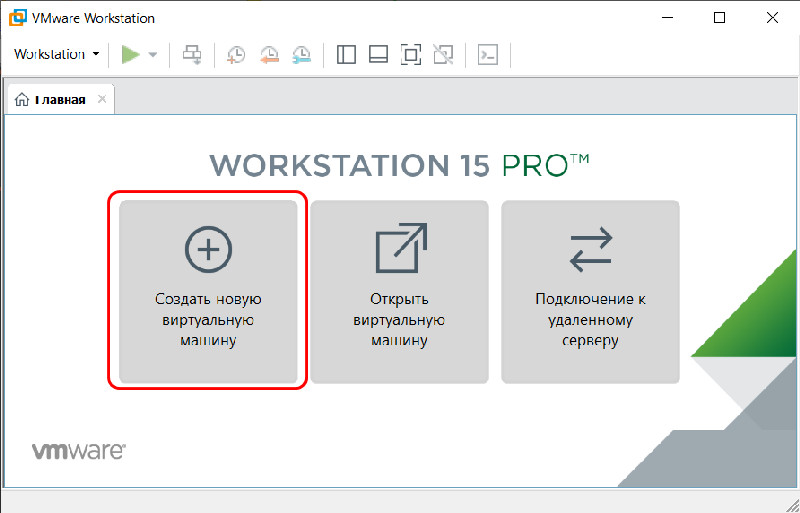 VMware Workstation
Workstation
Главная
WORKSTATION 15 PRO™
Создать новую
виртуальную
машину
Открыть
виртуальную
машину
Подключение к
удаленному
серверу
vmware®